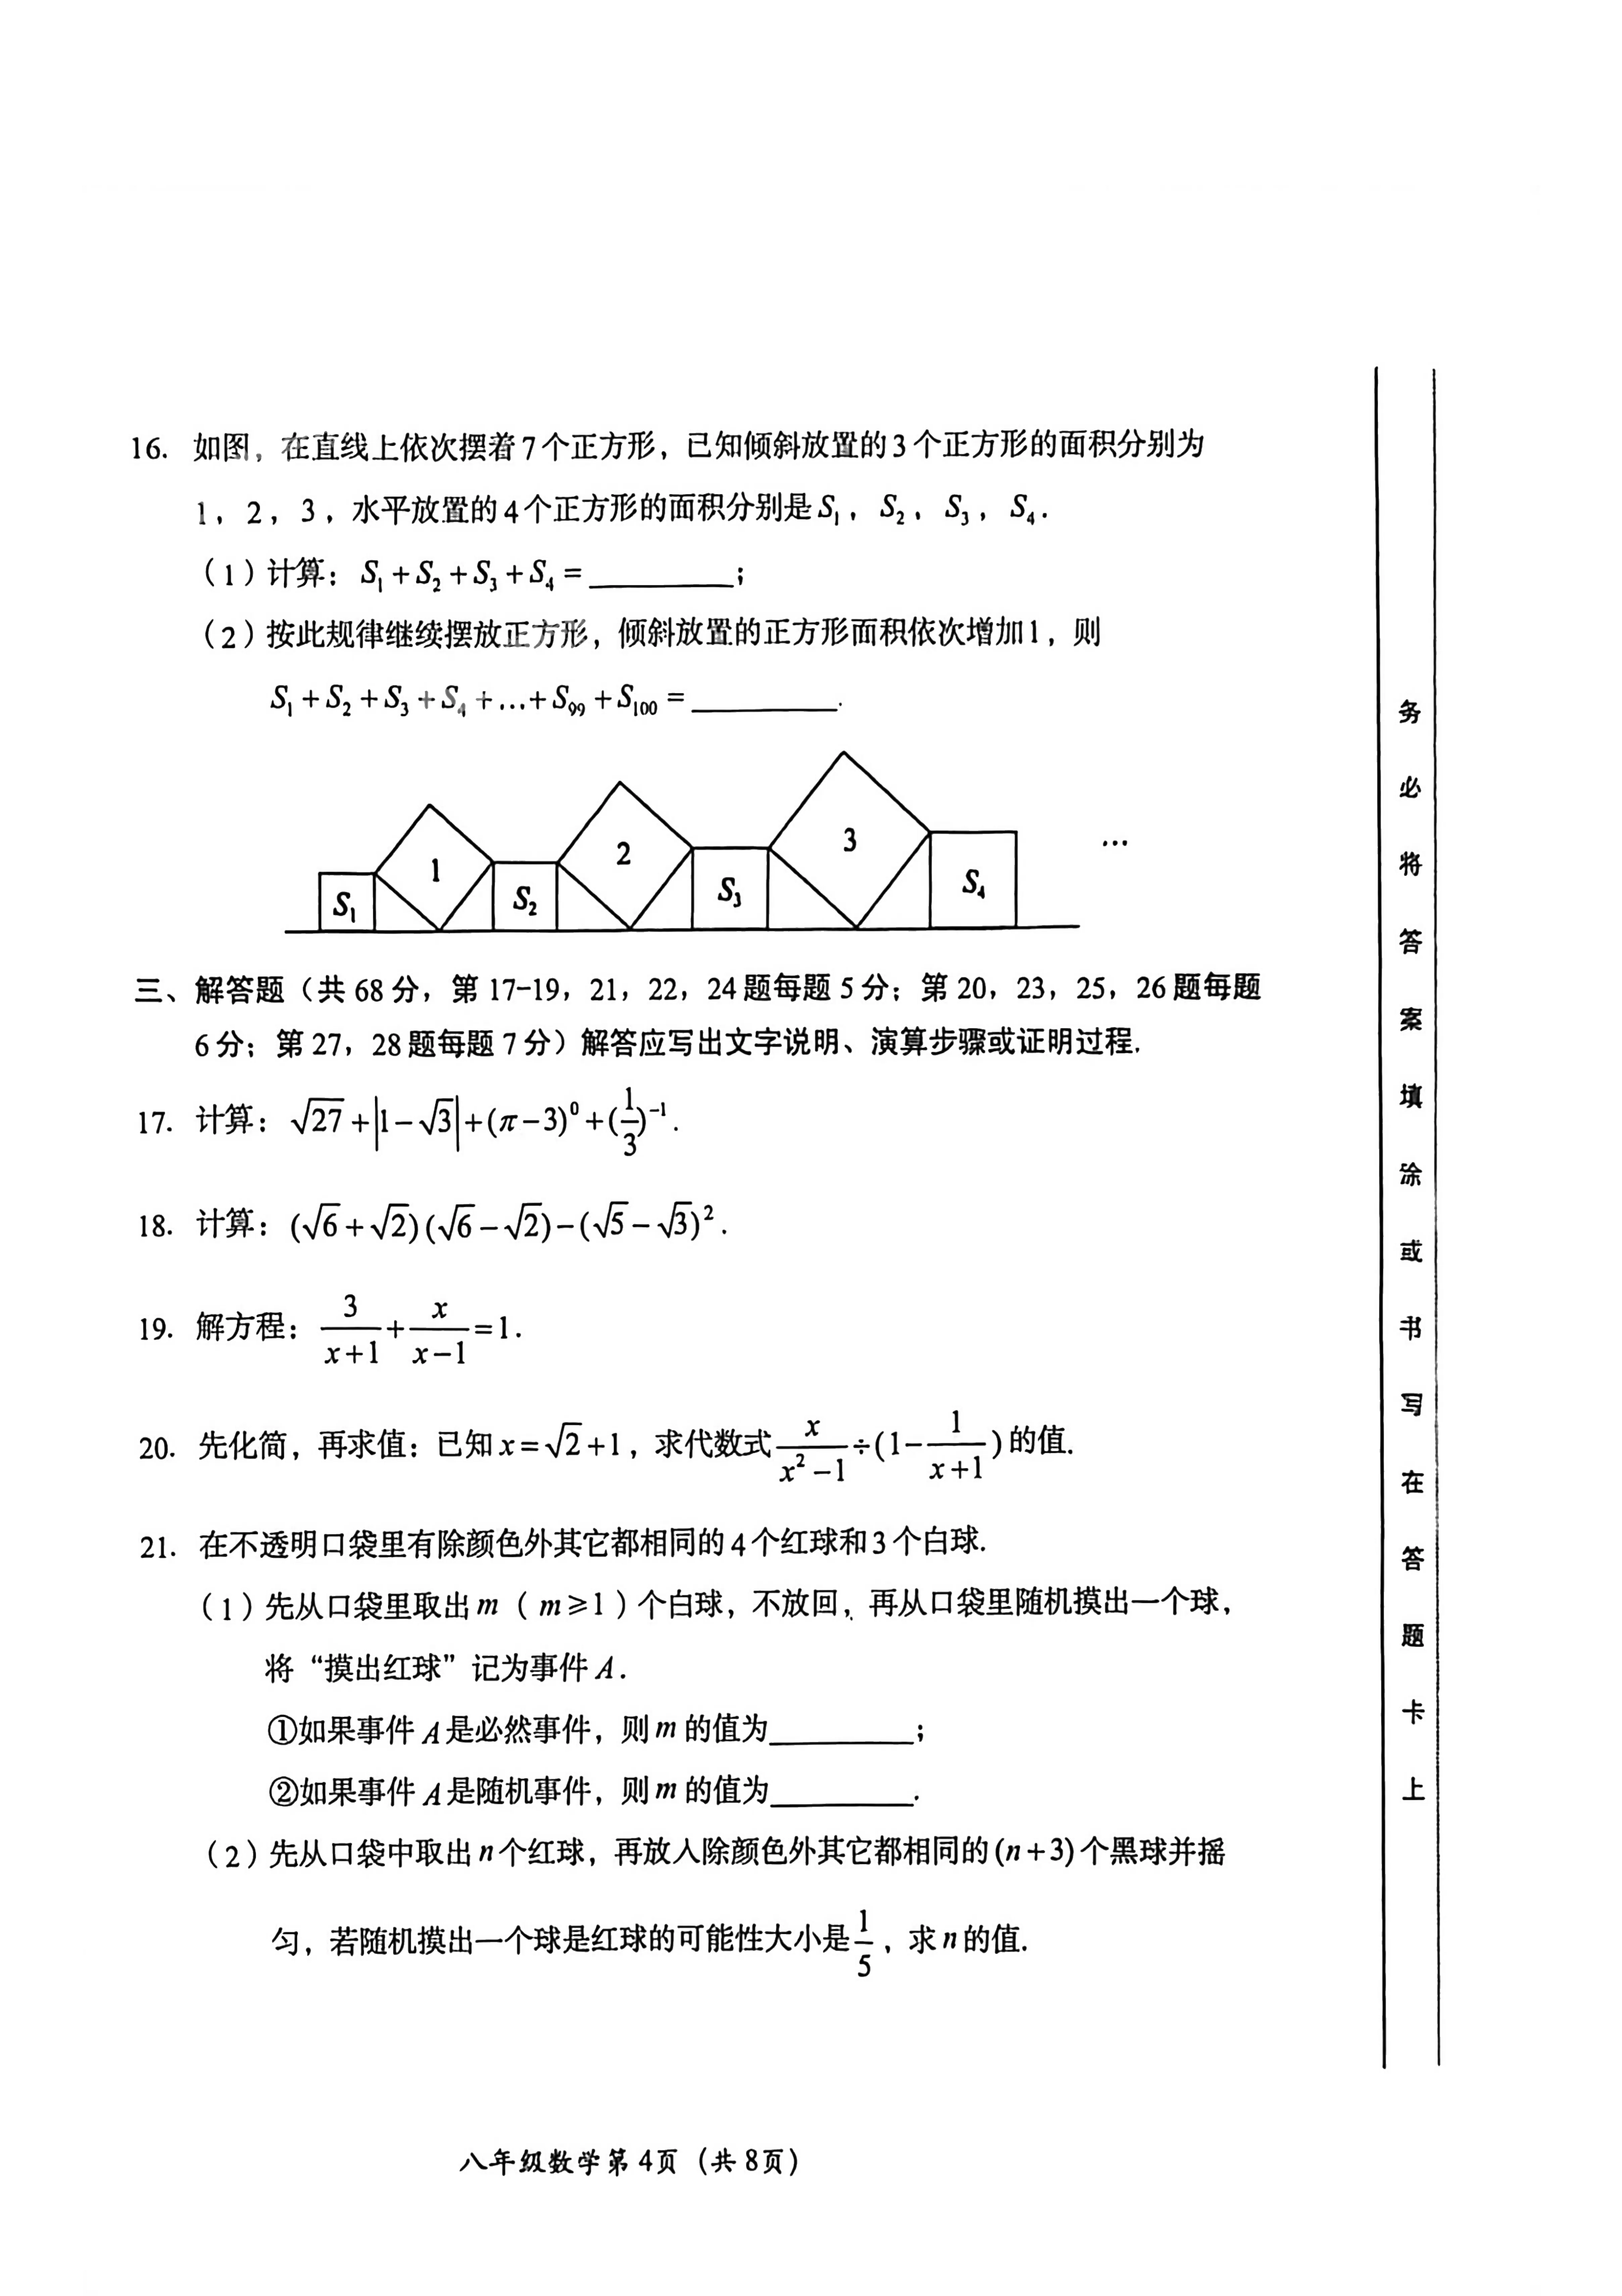 16. 如图，在直线上依次摆着7个正方形，已知倾斜放置的3个正方形的面积分别为
1，2，3，水平放置的4个正方形的面积分别是S₁，S₂，S₃，S₄.
（1）计算：S₁+S₂+S₃+S₄=________；
（2）按此规律继续摆放正方形，倾斜放置的正方形面积依次增加1，则
S₁+S₂+S₃+S₄+…+S₉₉+S₁₀₀=________.
S₁ 1 S₂ 2 S₃ 3 S₄ …
三、解答题（共68分，第17-19，21，22，24题每题5分；第20，23，25，26题每题
6分；第27，28题每题7分）解答应写出文字说明、演算步骤或证明过程.
17. 计算：√27+|1-√3|+(π-3)⁰+(1/3)⁻¹.
18. 计算：(√6+√2)(√6-√2)-(√5-√3)².
19. 解方程：3/(x+1)+x/(x-1)=1.
20. 先化简，再求值：已知x=√2+1，求代数式x/(x²-1)÷(1-1/(x+1))的值.
21. 在不透明口袋里有除颜色外其它都相同的4个红球和3个白球.
（1）先从口袋里取出m（m≥1）个白球，不放回，再从口袋里随机摸出一个球，
将“摸出红球”记为事件A.
①如果事件A是必然事件，则m的值为________；
②如果事件A是随机事件，则m的值为________.
（2）先从口袋中取出n个红球，再放入除颜色外其它都相同的(n+3)个黑球并摇
匀，若随机摸出一个球是红球的可能性大小是1/5，求n的值.
八年级数学第4页（共8页）
务必将答案填涂或书写在答题卡上